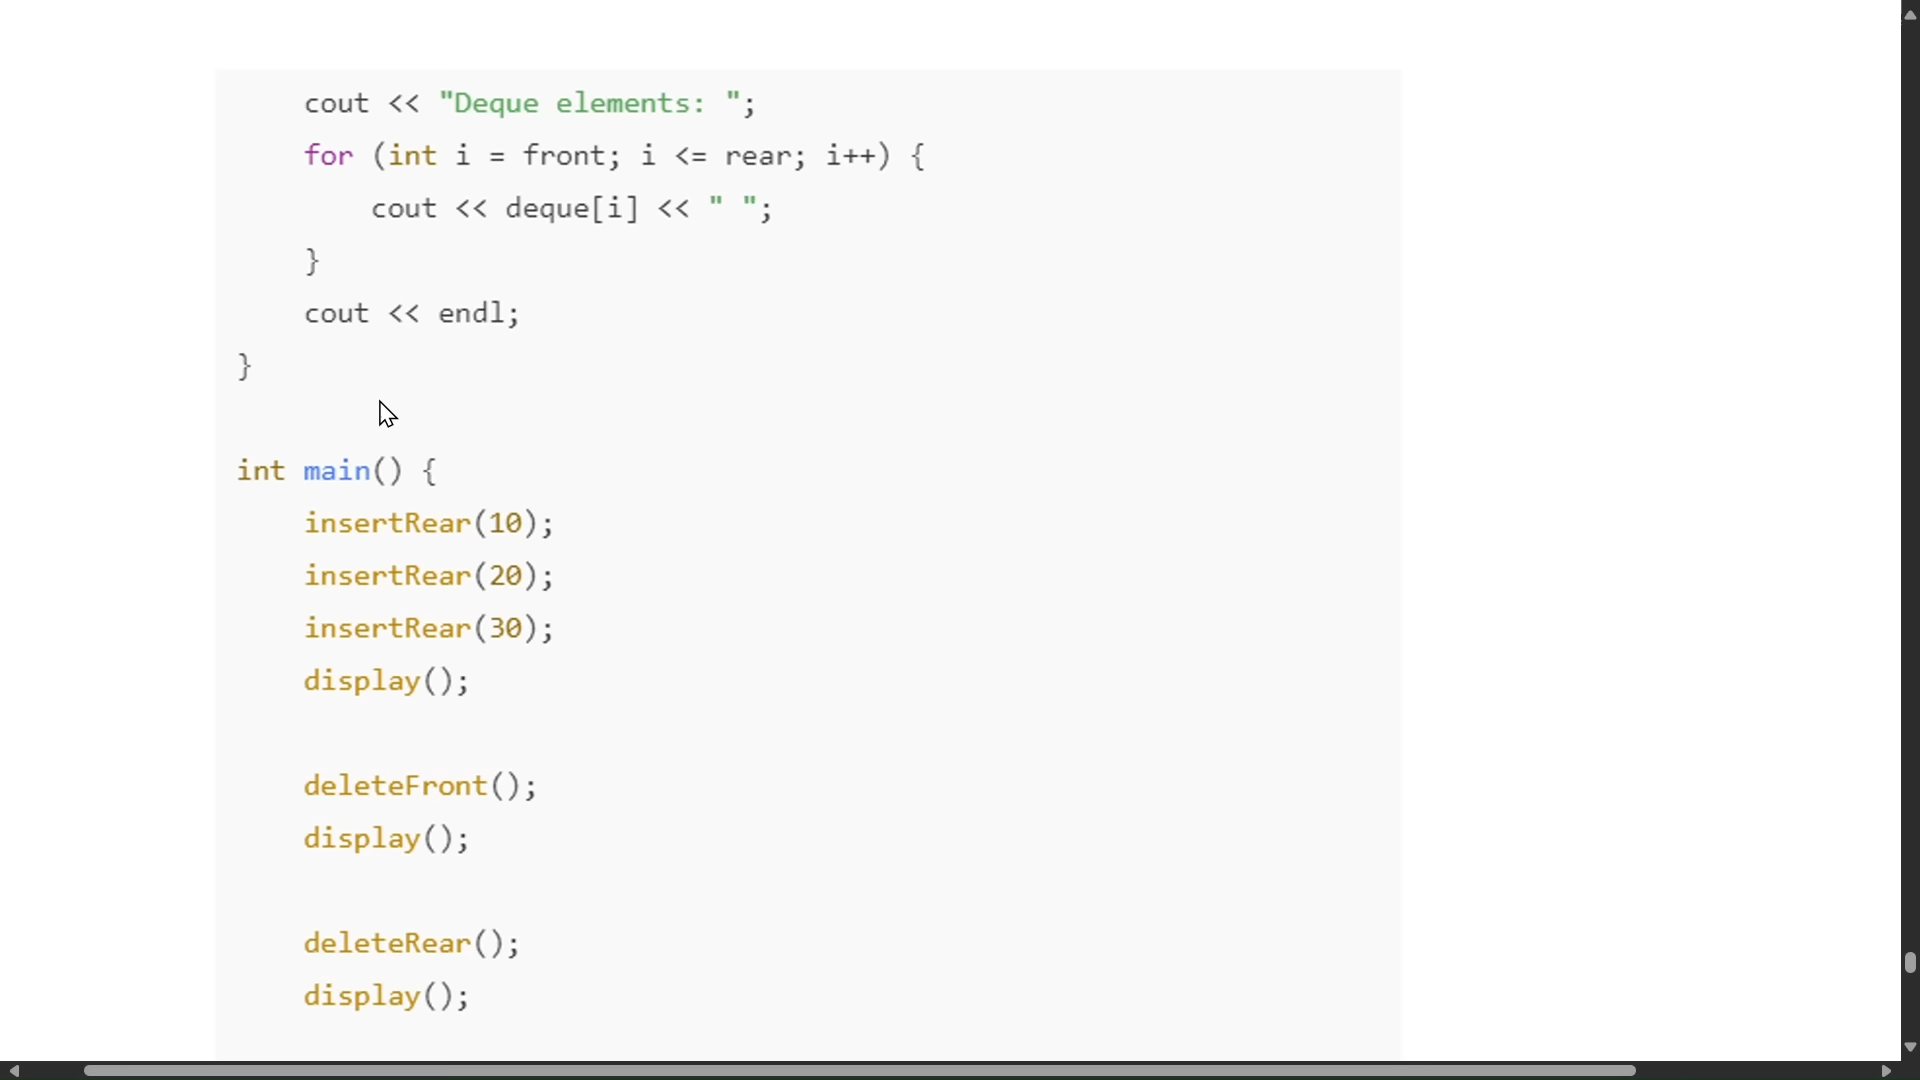 cout << "Deque elements: ";
for (int i = front; i <= rear; i++) {
cout << deque[i] << " ";
}
cout << endl;
}
int main() {
insertRear(10);
insertRear(20);
insertRear(30);
display();
deleteFront();
display();
deleteRear();
display();